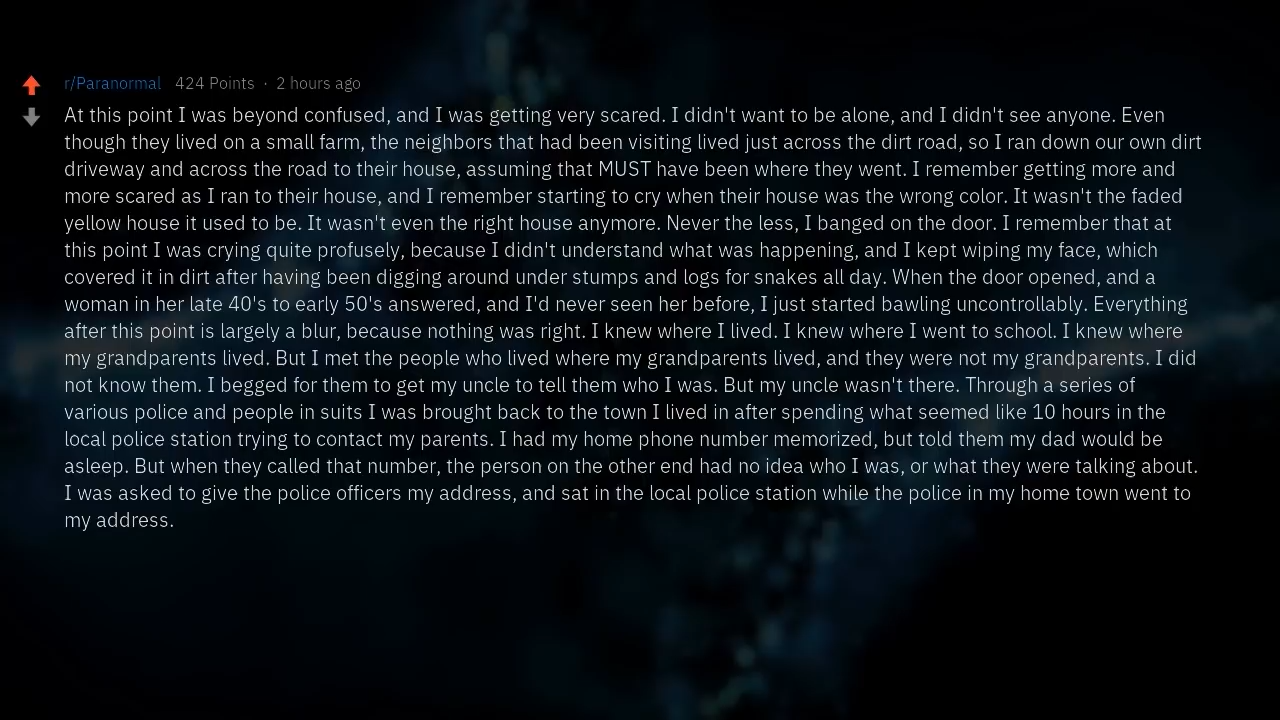 r/Paranormal 424 Points · 2 hours ago
At this point I was beyond confused, and I was getting very scared. I didn't want to be alone, and I didn't see anyone. Even
though they lived on a small farm, the neighbors that had been visiting lived just across the dirt road, so I ran down our own dirt
driveway and across the road to their house, assuming that MUST have been where they went. I remember getting more and
more scared as I ran to their house, and I remember starting to cry when their house was the wrong color. It wasn't the faded
yellow house it used to be. It wasn't even the right house anymore. Never the less, I banged on the door. I remember that at
this point I was crying quite profusely, because I didn't understand what was happening, and I kept wiping my face, which
covered it in dirt after having been digging around under stumps and logs for snakes all day. When the door opened, and a
woman in her late 40's to early 50's answered, and I'd never seen her before, I just started bawling uncontrollably. Everything
after this point is largely a blur, because nothing was right. I knew where I lived. I knew where I went to school. I knew where
my grandparents lived. But I met the people who lived where my grandparents lived, and they were not my grandparents. I did
not know them. I begged for them to get my uncle to tell them who I was. But my uncle wasn't there. Through a series of
various police and people in suits I was brought back to the town I lived in after spending what seemed like 10 hours in the
local police station trying to contact my parents. I had my home phone number memorized, but told them my dad would be
asleep. But when they called that number, the person on the other end had no idea who I was, or what they were talking about.
I was asked to give the police officers my address, and sat in the local police station while the police in my home town went to
my address.